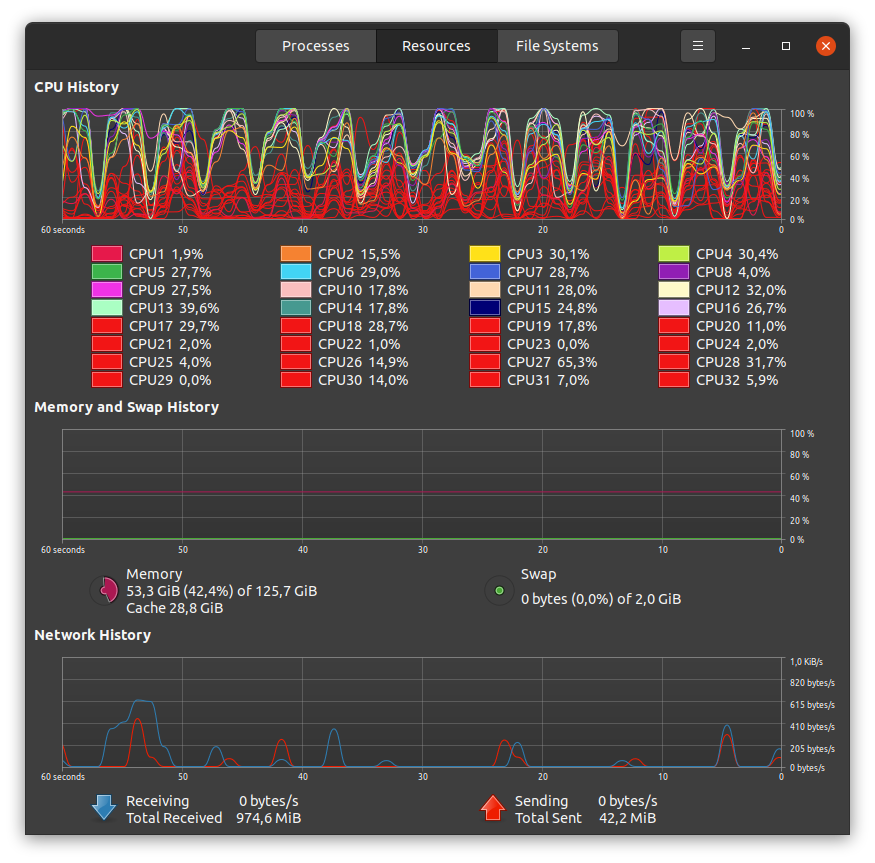 Processes Resources File Systems
CPU History
100 %
80 %
60 %
40 %
20 %
0 %
60 seconds 50 40 30 20 10 0
CPU1 1,9% CPU2 15,5% CPU3 30,1% CPU4 30,4%
CPU5 27,7% CPU6 29,0% CPU7 28,7% CPU8 4,0%
CPU9 27,5% CPU10 17,8% CPU11 28,0% CPU12 32,0%
CPU13 39,6% CPU14 17,8% CPU15 24,8% CPU16 26,7%
CPU17 29,7% CPU18 28,7% CPU19 17,8% CPU20 11,0%
CPU21 2,0% CPU22 1,0% CPU23 0,0% CPU24 2,0%
CPU25 4,0% CPU26 14,9% CPU27 65,3% CPU28 31,7%
CPU29 0,0% CPU30 14,0% CPU31 7,0% CPU32 5,9%
Memory and Swap History
100 %
80 %
60 %
40 %
20 %
0 %
60 seconds 50 40 30 20 10 0
Memory
53,3 GiB (42,4%) of 125,7 GiB
Cache 28,8 GiB
Swap
0 bytes (0,0%) of 2,0 GiB
Network History
1,0 KiB/s
820 bytes/s
615 bytes/s
410 bytes/s
205 bytes/s
0 bytes/s
60 seconds 50 40 30 20 10 0
Receiving 0 bytes/s
Total Received 974,6 MiB
Sending 0 bytes/s
Total Sent 42,2 MiB